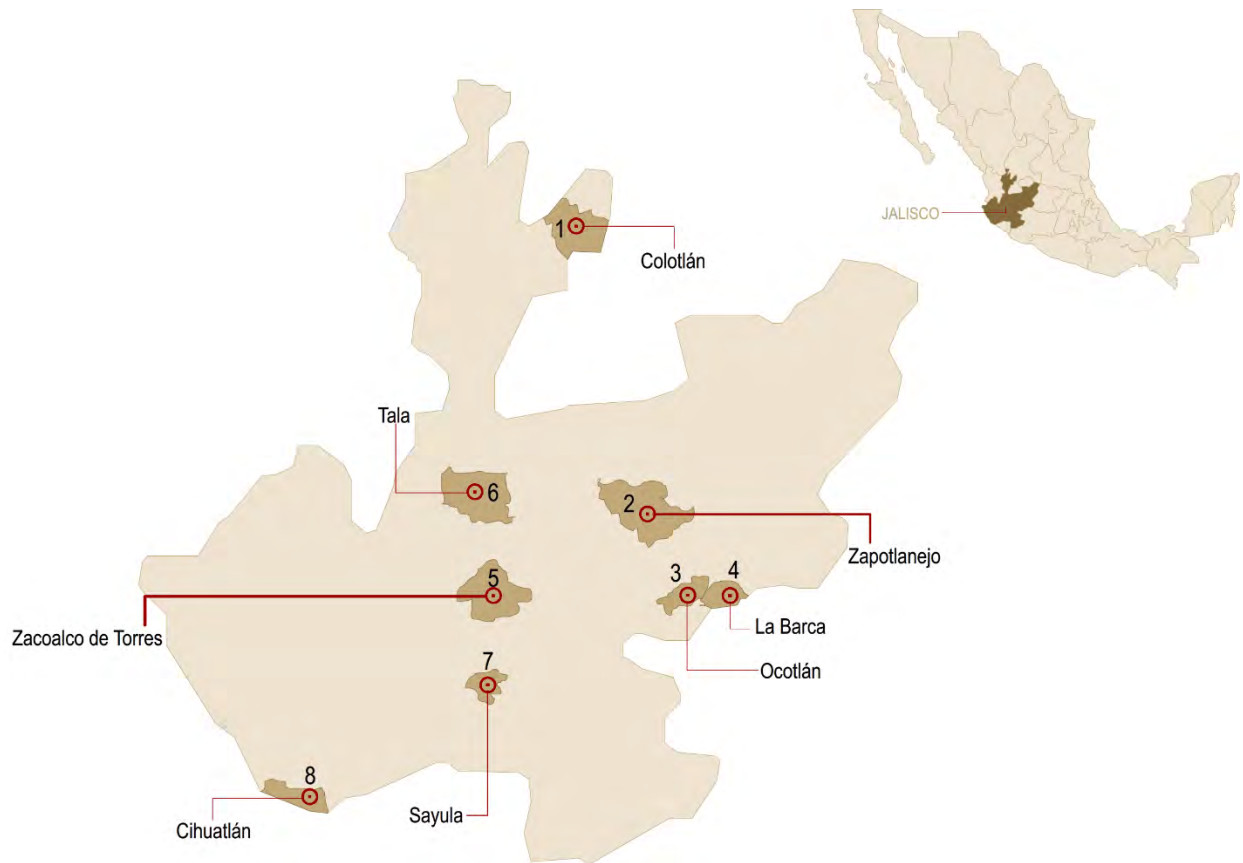 JALISCO
1
Colotlán
Tala
6
2
Zapotlanejo
5
3
4
Zacoalco de Torres
La Barca
Ocotlán
7
8
Sayula
Cihuatlán